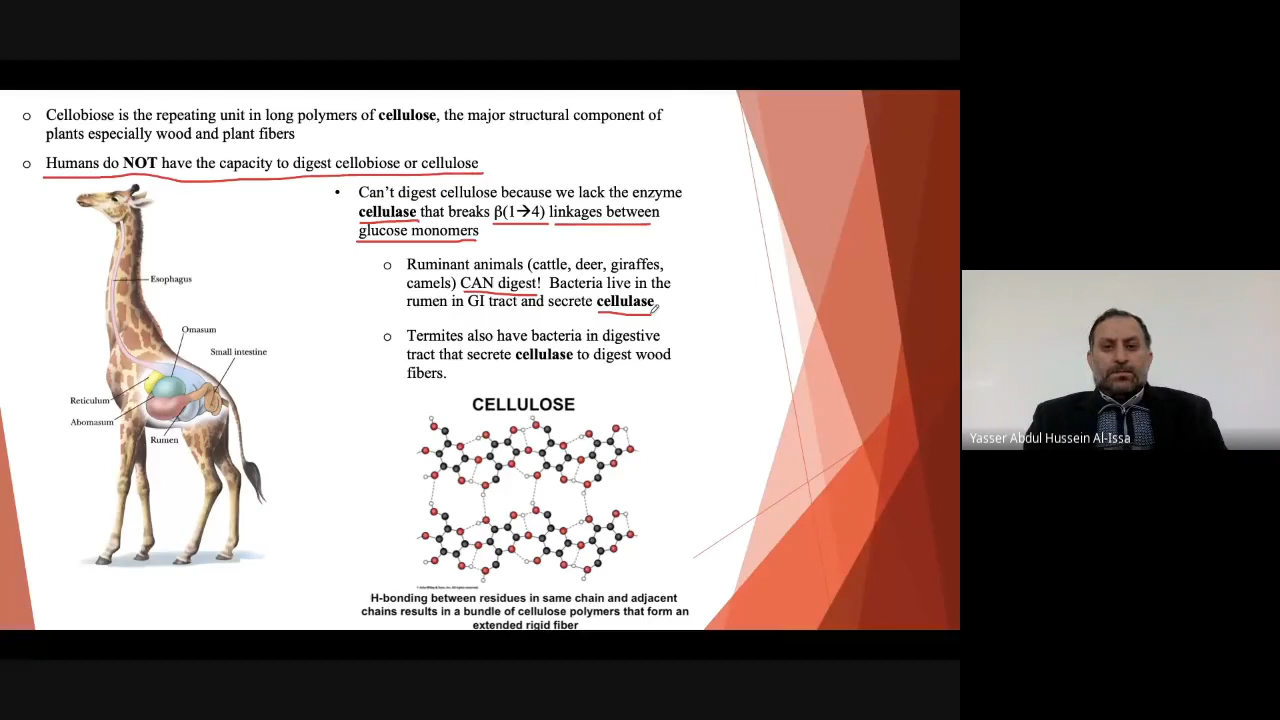 o Cellobiose is the repeating unit in long polymers of cellulose, the major structural component of
plants especially wood and plant fibers
o Humans do NOT have the capacity to digest cellobiose or cellulose
• Can't digest cellulose because we lack the enzyme
cellulase that breaks β(1→4) linkages between
glucose monomers
o Ruminant animals (cattle, deer, giraffes,
camels) CAN digest! Bacteria live in the
rumen in GI tract and secrete cellulase
o Termites also have bacteria in digestive
tract that secrete cellulase to digest wood
fibers.
Esophagus
Omasum
Small intestine
Reticulum
Abomasum
Rumen
CELLULOSE
H-bonding between residues in same chain and adjacent
chains results in a bundle of cellulose polymers that form an
extended rigid fiber
Yasser Abdul Hussein Al-Issa